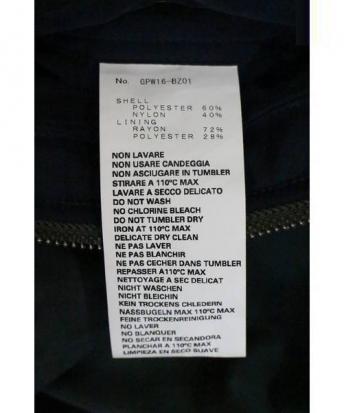 No. GPW16-BZ01
SHELL
POLYESTER 60%
NYLON 40%
LINING
RAYON 72%
POLYESTER 28%
NON LAVARE
NON USARE CANDEGGIA
NON ASCIUGARE IN TUMBLER
STIRARE A 110°C MAX
LAVARE A SECCO DELICATO
DO NOT WASH
NO CHLORINE BLEACH
DO NOT TUMBLER DRY
IRON AT 110°C MAX
DELICATE DRY CLEAN
NE PAS LAVER
NE PAS BLANCHIR
NE PAS CECHER DANS TUMBLER
REPASSER A110°C MAX
NETTOYAGE A SEC DELICAT
NICHT WASCHEN
NICHT BLEICHIN
KEIN TROCKENS CHLEDERN
NASSBUGELN MAX 110°C MAX
FEINE TROCKENREINIGUNG
NO LAVER
NO BLANQUER
NO SECAR EN SECANDORA
PLANCHAR A 110°C MAX
LIMPIEZA EN SECO SUAVE